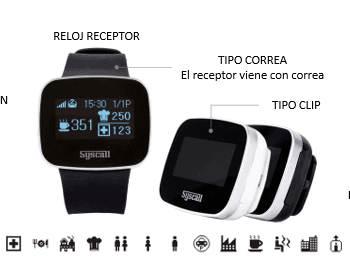 RELOJ RECEPTOR
TIPO CORREA
El receptor viene con correa
N
TIPO CLIP
15:30 1/1P
250
351
123
Syscall
Syscall